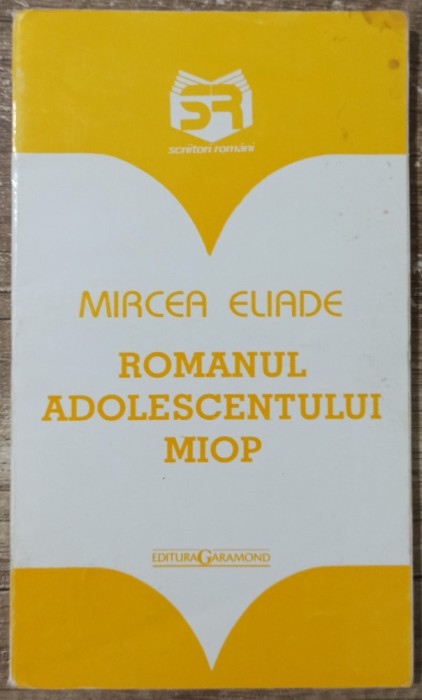 SR
scriitori români
MIRCEA ELIADE
ROMANUL
ADOLESCENTULUI
MIOP
EDITURA GARAMOND